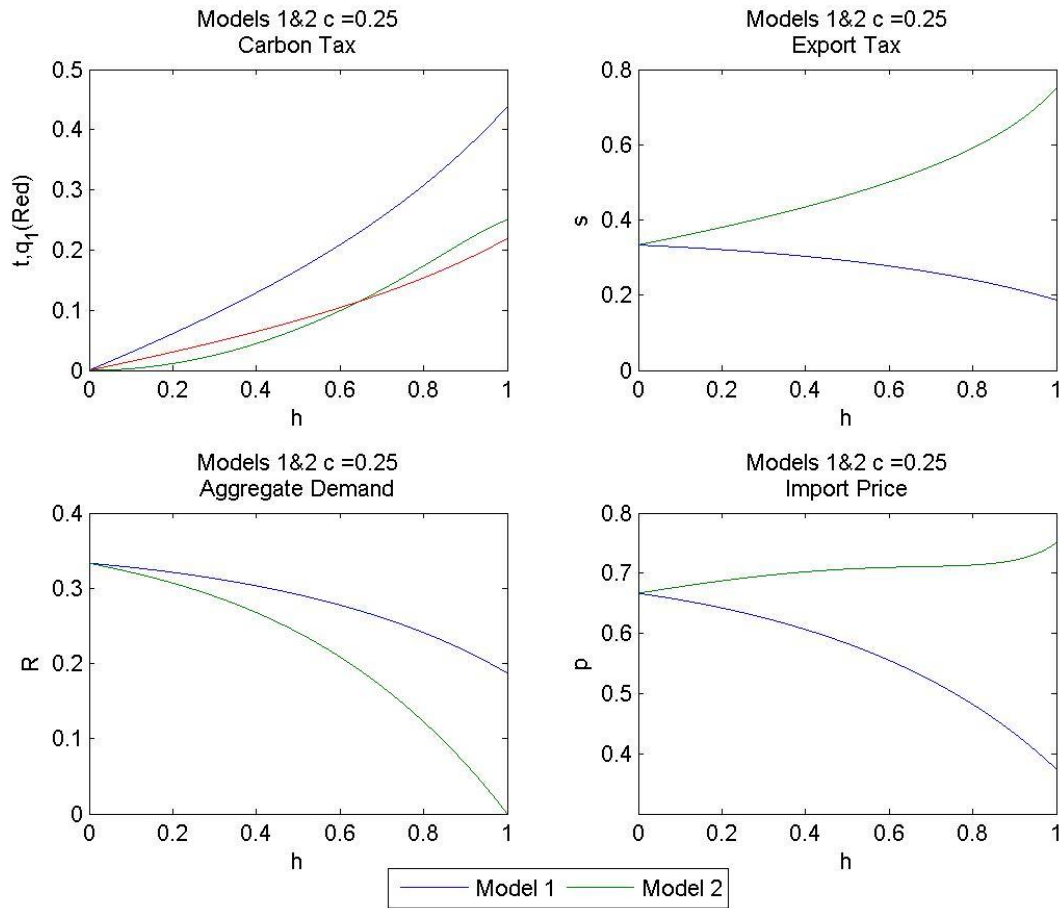 Models 1&2 c =0.25
Carbon Tax
0.5
0.4
0.3
0.2
0.1
0
t,q1(Red)
0 0.2 0.4 0.6 0.8 1
h
Models 1&2 c =0.25
Export Tax
0.8
0.6
0.4
0.2
0
s
0 0.2 0.4 0.6 0.8 1
h
Models 1&2 c =0.25
Aggregate Demand
0.4
0.3
0.2
0.1
0
R
0 0.2 0.4 0.6 0.8 1
h
Models 1&2 c =0.25
Import Price
0.8
0.7
0.6
0.5
0.4
p
0 0.2 0.4 0.6 0.8 1
h
Model 1 Model 2